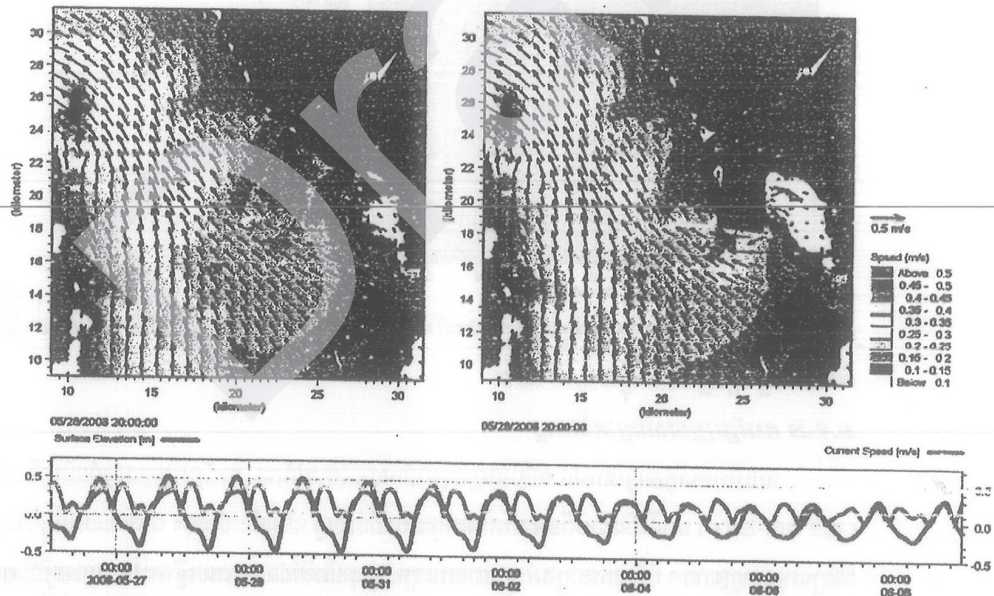 Dr
30
28
26
24
22
20
18
16
14
12
10
(kilometer)
10 15 20 25 30
(kilometer)
05/28/2008 20:00:00
30
28
26
24
22
20
18
16
14
12
10
(kilometer)
10 15 20 25 30
(kilometer)
05/28/2008 20:00:00
0.5 m/s
Speed (m/s)
Above 0.5
0.45 - 0.5
0.4 - 0.45
0.35 - 0.4
0.3 - 0.35
0.25 - 0.3
0.2 - 0.25
0.15 - 0.2
0.1 - 0.15
Below 0.1
Surface Elevation [m]
Current Speed [m/s]
0.5
0.0
-0.5
0.0
-0.5
00:00 00:00 00:00 00:00 00:00 00:00 00:00
2008-05-27 05-29 05-31 06-02 06-04 06-06 06-08